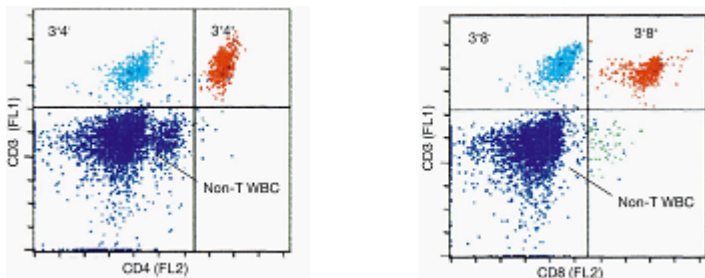 3⁺4⁻
3⁺4⁺
CD3 (FL1)
Non-T WBC
CD4 (FL2)
3⁺8⁻
3⁺8⁺
CD3 (FL1)
Non-T WBC
CD8 (FL2)